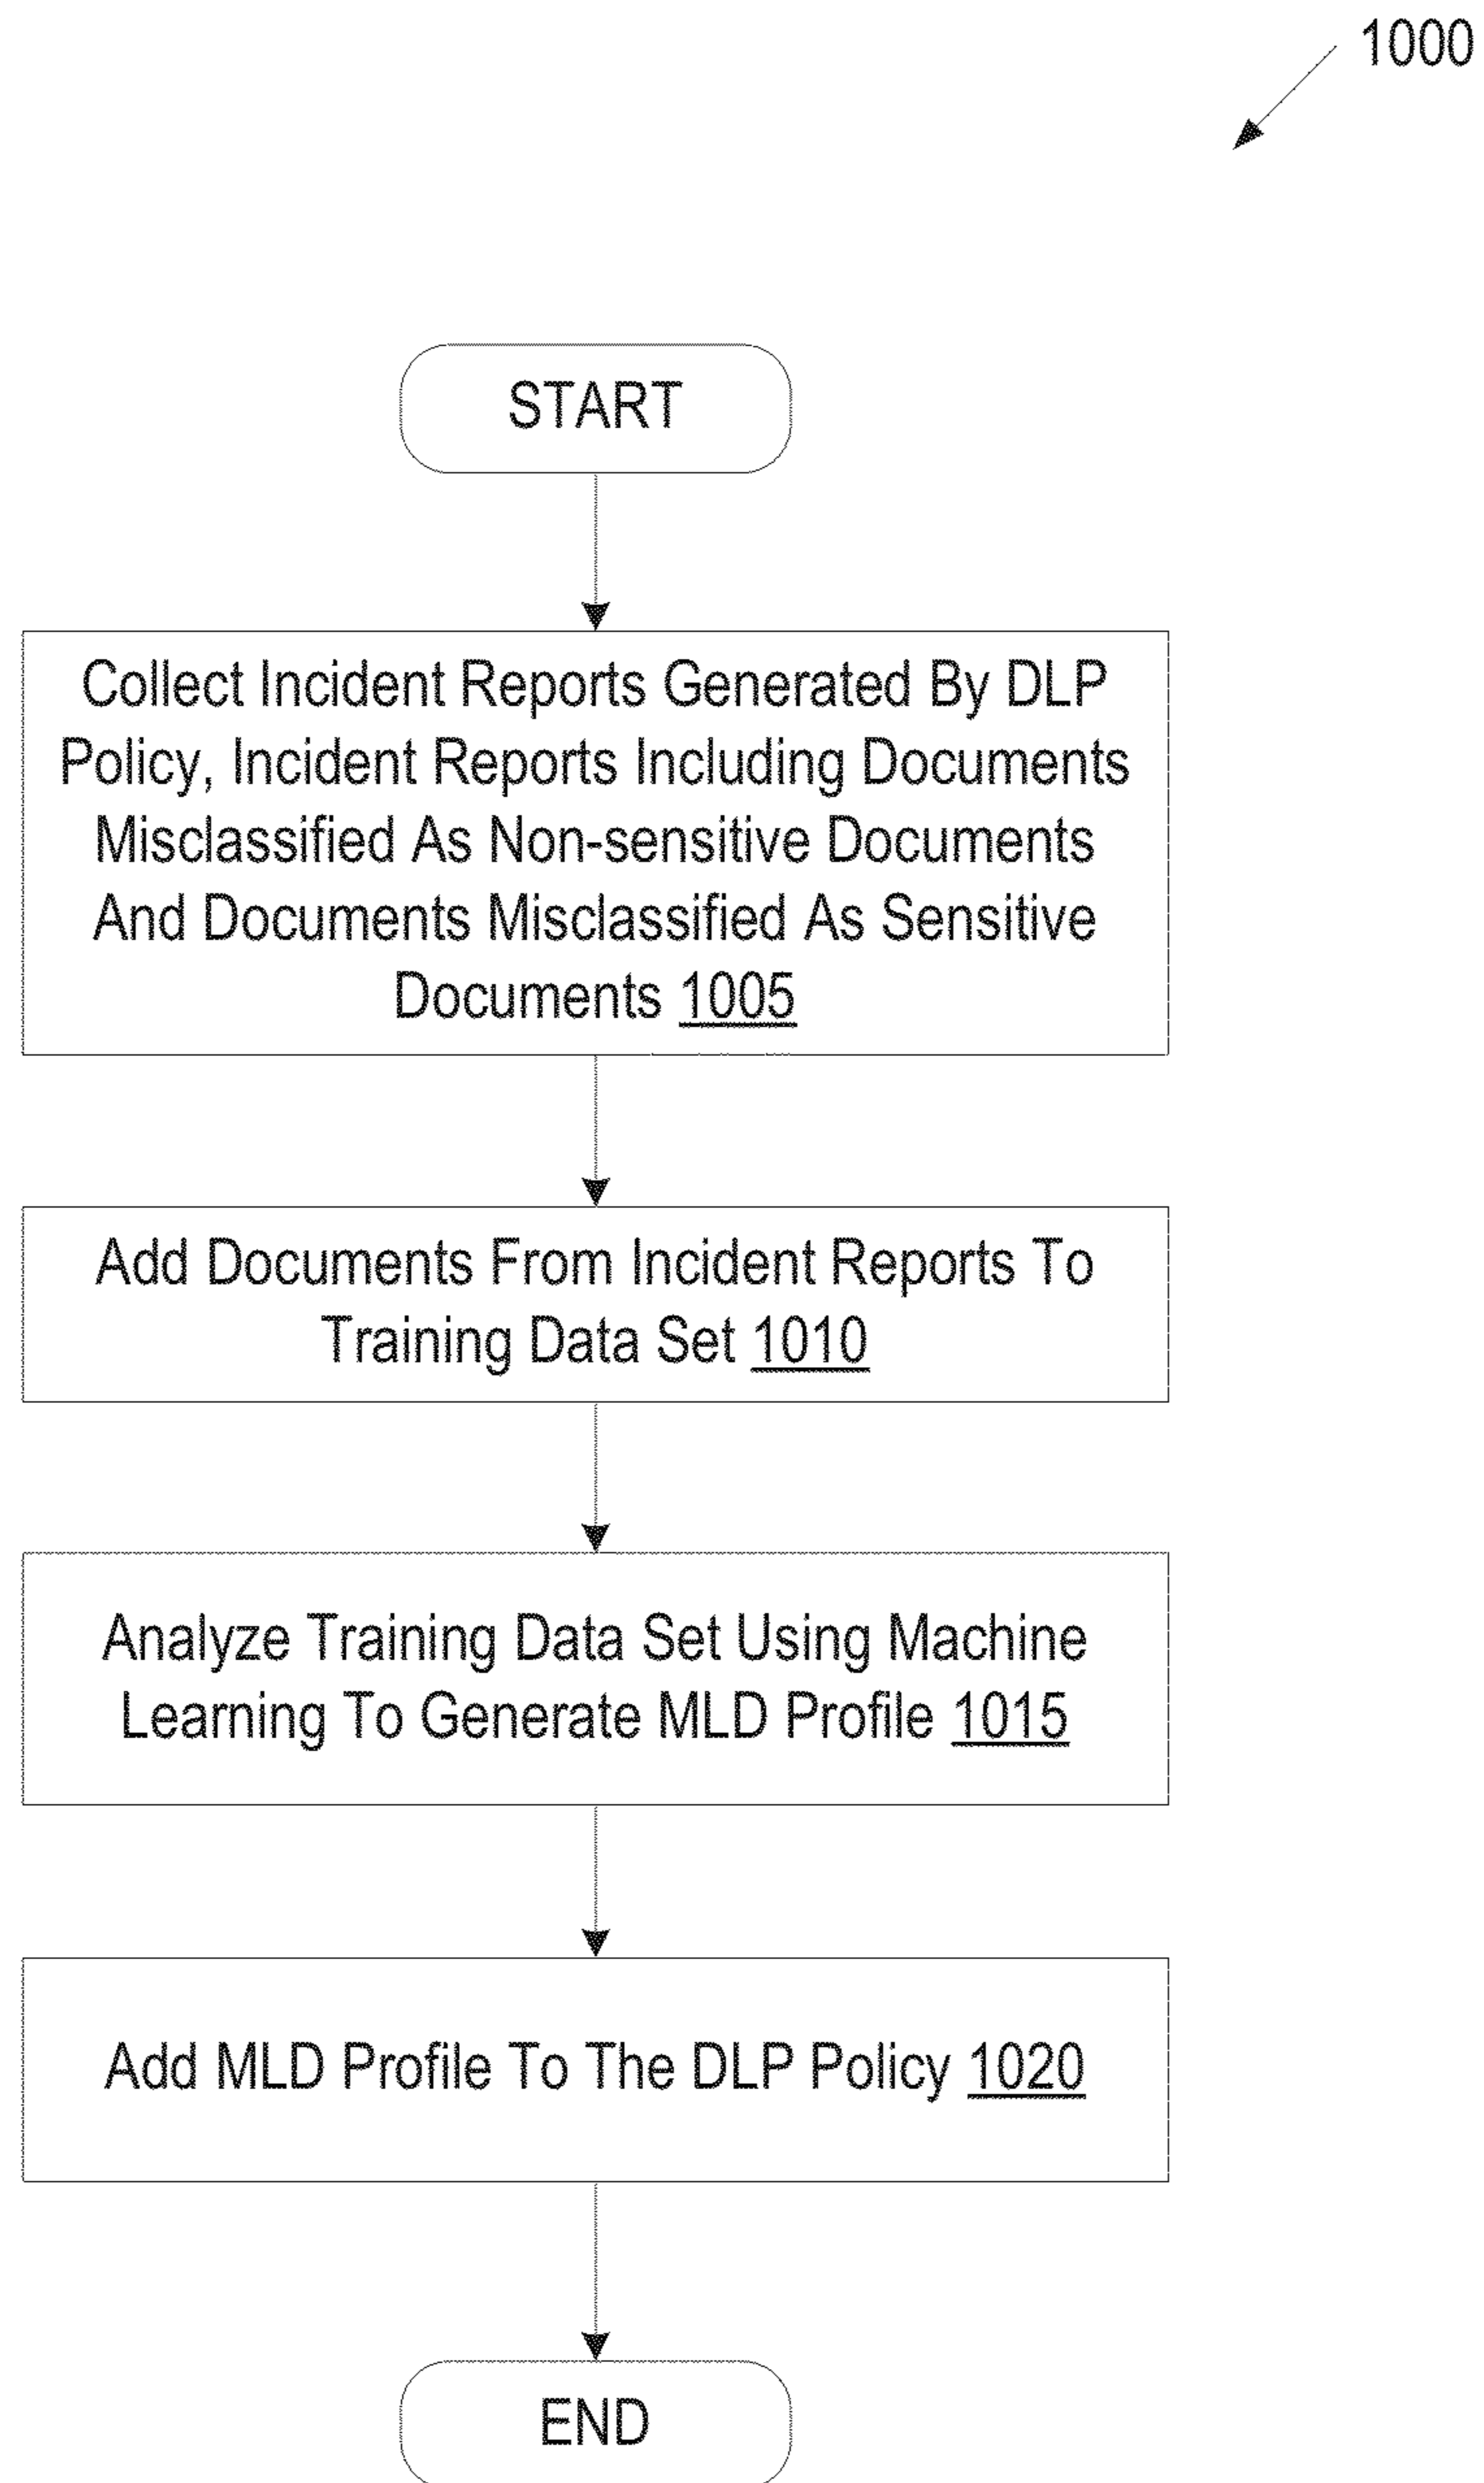 1000
START
Collect Incident Reports Generated By DLP
Policy, Incident Reports Including Documents
Misclassified As Non-sensitive Documents
And Documents Misclassified As Sensitive
Documents 1005
Add Documents From Incident Reports To
Training Data Set 1010
Analyze Training Data Set Using Machine
Learning To Generate MLD Profile 1015
Add MLD Profile To The DLP Policy 1020
END